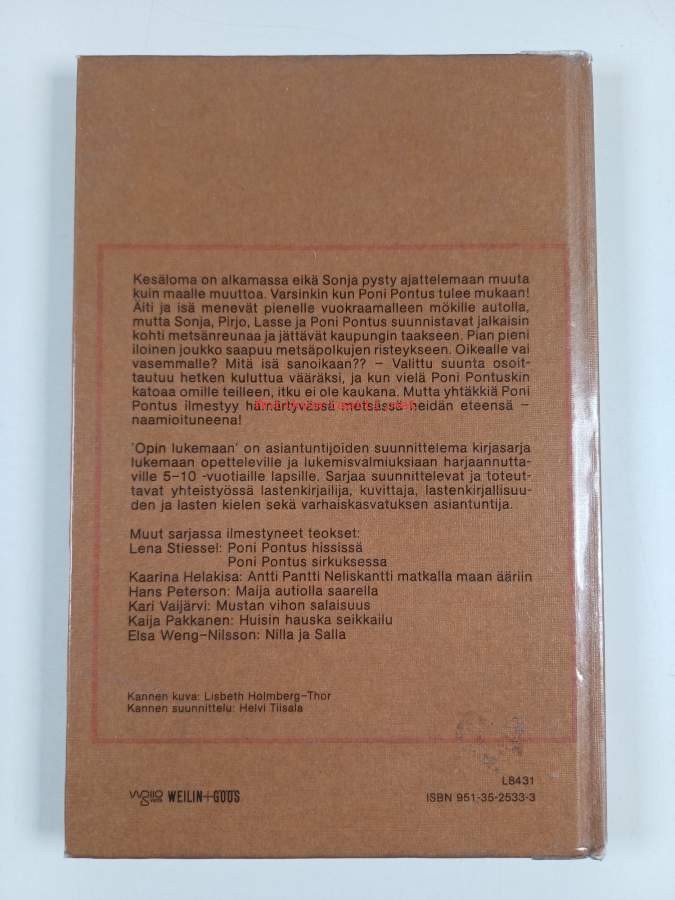 Kesäloma on alkamassa eikä Sonja pysty ajattelemaan muuta
kuin maalle muuttoa. Varsinkin kun Poni Pontus tulee mukaan!
Äiti ja isä menevät pienelle vuokraamalleen mökille autolla,
mutta Sonja, Pirjo, Lasse ja Poni Pontus suunnistavat jalkaisin
kohti metsänreunaa ja jättävät kaupungin taakseen. Pian pieni
iloinen joukko saapuu metsäpolkujen risteykseen. Oikealle vai
vasemmalle? Mitä isä sanoikaan?? – Valittu suunta osoit-
tautuu hetken kuluttua vääräksi, ja kun vielä Poni Pontuskin
katoaa omille teilleen, itku ei ole kaukana. Mutta yhtäkkiä Poni
Pontus ilmestyy hämärtyvässä metsässä heidän eteensä –
naamioituneena!
'Opin lukemaan' on asiantuntijoiden suunnittelema kirjasarja
lukemaan opetteleville ja lukemisvalmiuksiaan harjaannutta-
ville 5–10 -vuotiaille lapsille. Sarjaa suunnittelevat ja toteut-
tavat yhteistyössä lastenkirjailija, kuvittaja, lastenkirjallisuu-
den ja lasten kielen sekä varhaiskasvatuksen asiantuntija.
Muut sarjassa ilmestyneet teokset:
Lena Stiessel: Poni Pontus hississä
Poni Pontus sirkuksessa
Kaarina Helakisa: Antti Pantti Neliskantti matkalla maan ääriin
Hans Peterson: Maija autiolla saarella
Kari Vaijärvi: Mustan vihon salaisuus
Kaija Pakkanen: Huisin hauska seikkailu
Elsa Weng–Nilsson: Nilla ja Salla
Kannen kuva: Lisbeth Holmberg–Thor
Kannen suunnittelu: Helvi Tiisala
L8431
WEILIN+GÖÖS
ISBN 951-35-2533-3